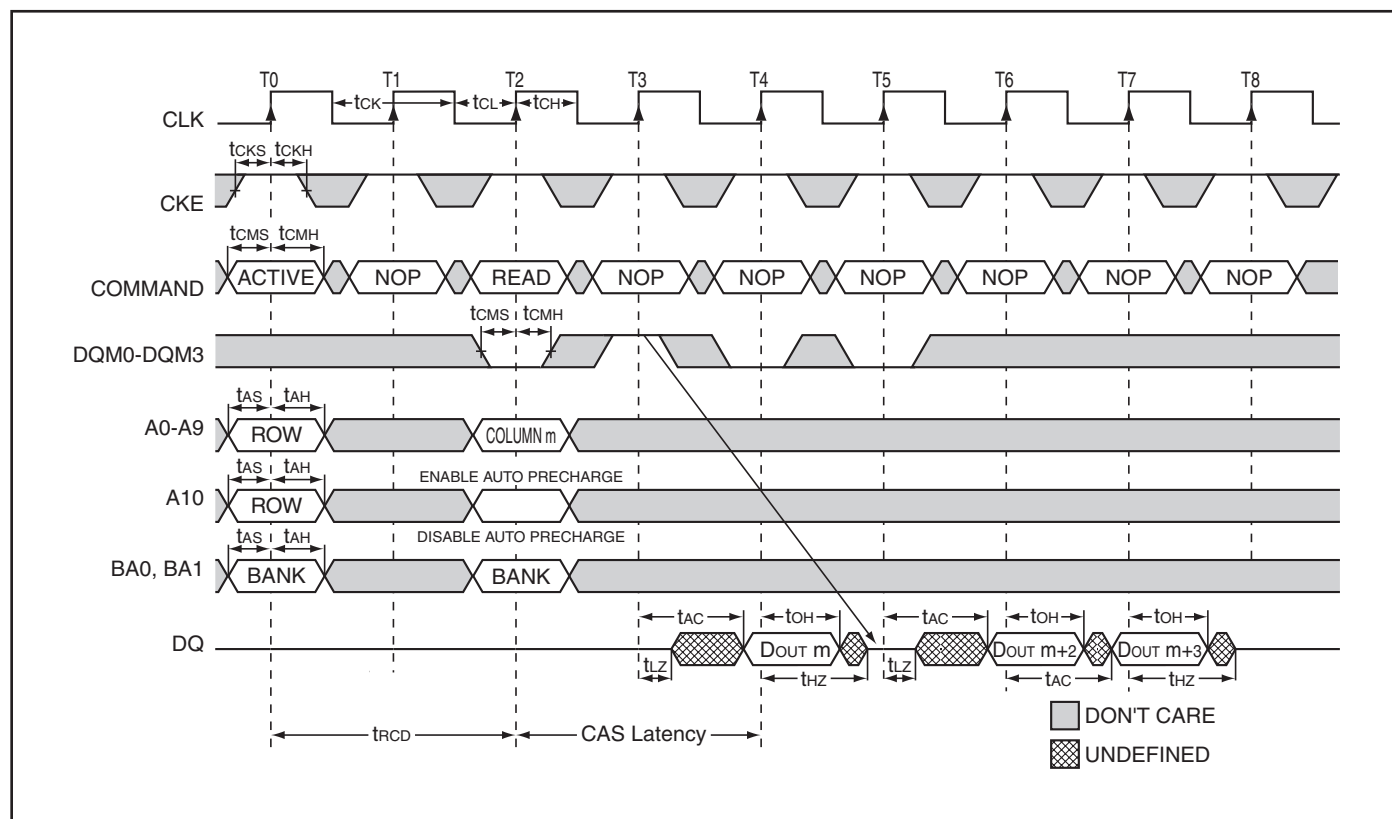 T0 T1 T2 T3 T4 T5 T6 T7 T8
tCK tCL tCH
CLK
tCKS tCKH
CKE
tCMS tCMH
COMMAND ACTIVE NOP READ NOP NOP NOP NOP NOP NOP
tCMS tCMH
DQM0-DQM3
tAS tAH
A0-A9 ROW COLUMN m
tAS tAH ENABLE AUTO PRECHARGE
A10 ROW
tAS tAH DISABLE AUTO PRECHARGE
BA0, BA1 BANK BANK
tAC tOH tAC tOH tOH
DQ DOUT m DOUT m+2 DOUT m+3
tLZ tHZ tLZ tAC tHZ
DON'T CARE
tRCD CAS Latency
UNDEFINED